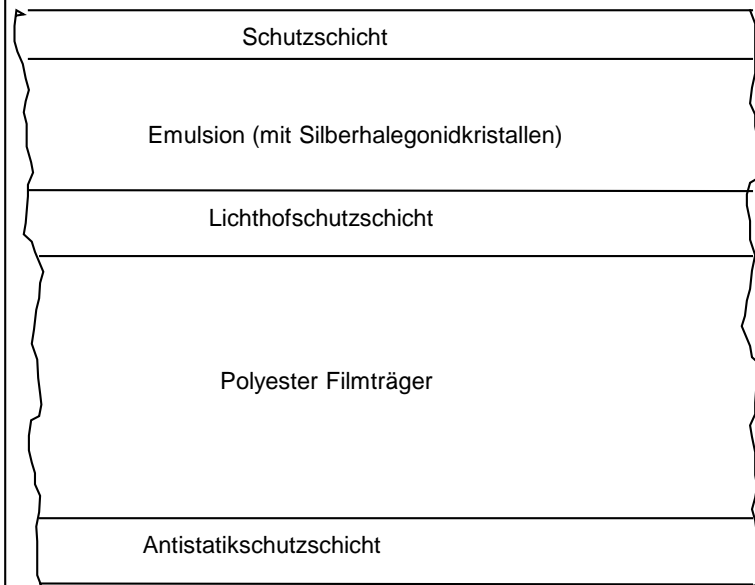 Schutzschicht
Emulsion (mit Silberhalegonidkristallen)
Lichthofschutzschicht
Polyester Filmträger
Antistatikschutzschicht